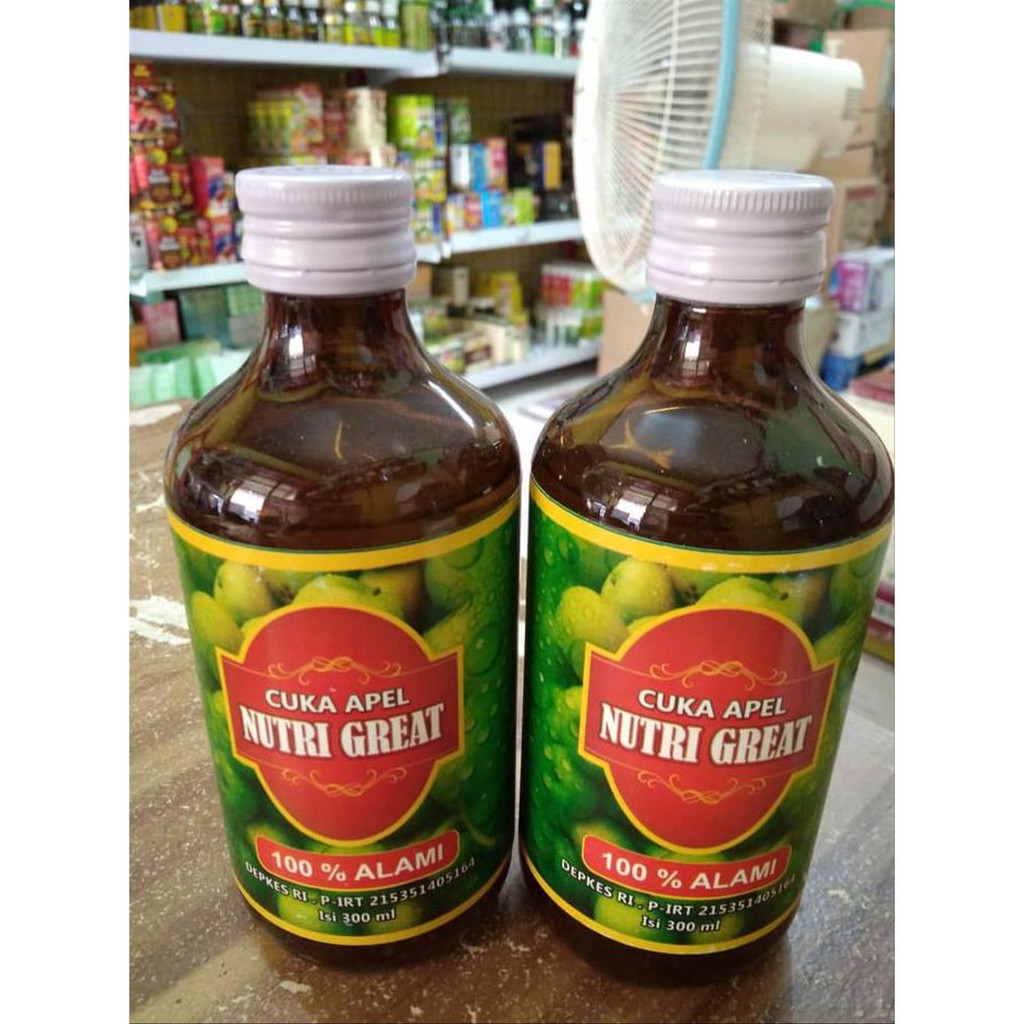 CUKA APEL
NUTRI GREAT
100 % ALAMI
DEPKES RI . P-IRT 215351405164
Isi 300 ml
CUKA APEL
NUTRI GREAT
100 % ALAMI
DEPKES RI . P-IRT 215351405164
Isi 300 ml